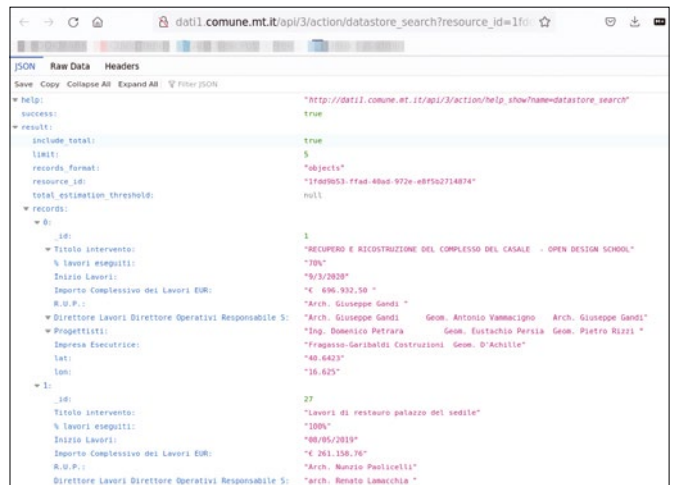 dati1.comune.mt.it/api/3/action/datastore_search?resource_id=1fd
JSON Raw Data Headers
Save Copy Collapse All Expand All Filter JSON
help: "http://dati1.comune.mt.it/api/3/action/help_show?name=datastore_search"
success: true
result:
include_total: true
limit: 5
records_format: "objects"
resource_id: "1fdd9b53-ffad-40ad-972e-e8f5b2714874"
total_estimation_threshold: null
records:
0:
_id: 1
Titolo intervento: "RECUPERO E RICOSTRUZIONE DEL COMPLESSO DEL CASALE - OPEN DESIGN SCHOOL"
% lavori eseguiti: "70%"
Inizio Lavori: "9/3/2020"
Importo Complessivo dei Lavori EUR: "€ 696.932,50 "
R.U.P.: "Arch. Giuseppe Gandi "
Direttore Lavori Direttore Operativi Responsabile S: "Arch. Giuseppe Gandi Geom. Antonio Vammacigno Arch. Giuseppe Gandi"
Progettisti: "Ing. Domenico Petrara Geom. Eustachio Persia Geom. Pietro Rizzi "
Impresa Esecutrice: "Fragasso-Garibaldi Costruzioni Geom. D'Achille"
lat: "40.6423"
lon: "16.625"
1:
_id: 27
Titolo intervento: "Lavori di restauro palazzo del sedile"
% lavori eseguiti: "100%"
Inizio Lavori: "08/05/2019"
Importo Complessivo dei Lavori EUR: "€ 261.158,76"
R.U.P.: "Arch. Nunzio Paolicelli"
Direttore Lavori Direttore Operativi Responsabile S: "arch. Renato Lamacchia "